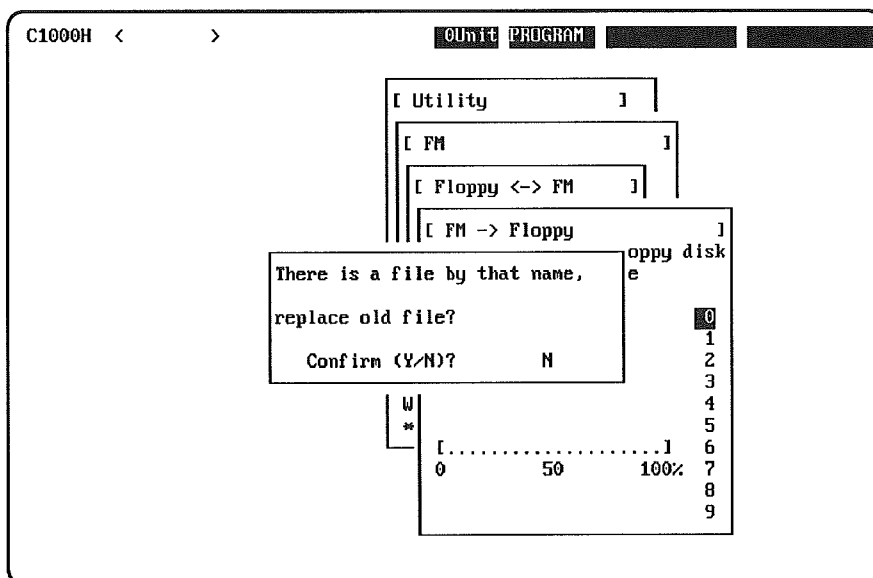 C1000H < > 0Unit PROGRAM
[ Utility ]
[ FM ]
[ Floppy <-> FM ]
[ FM -> Floppy ]
oppy disk
There is a file by that name,
e
replace old file?
0
1
Confirm (Y/N)? N
2
3
W
4
*
5
[....................] 6
0 50 100% 7
8
9